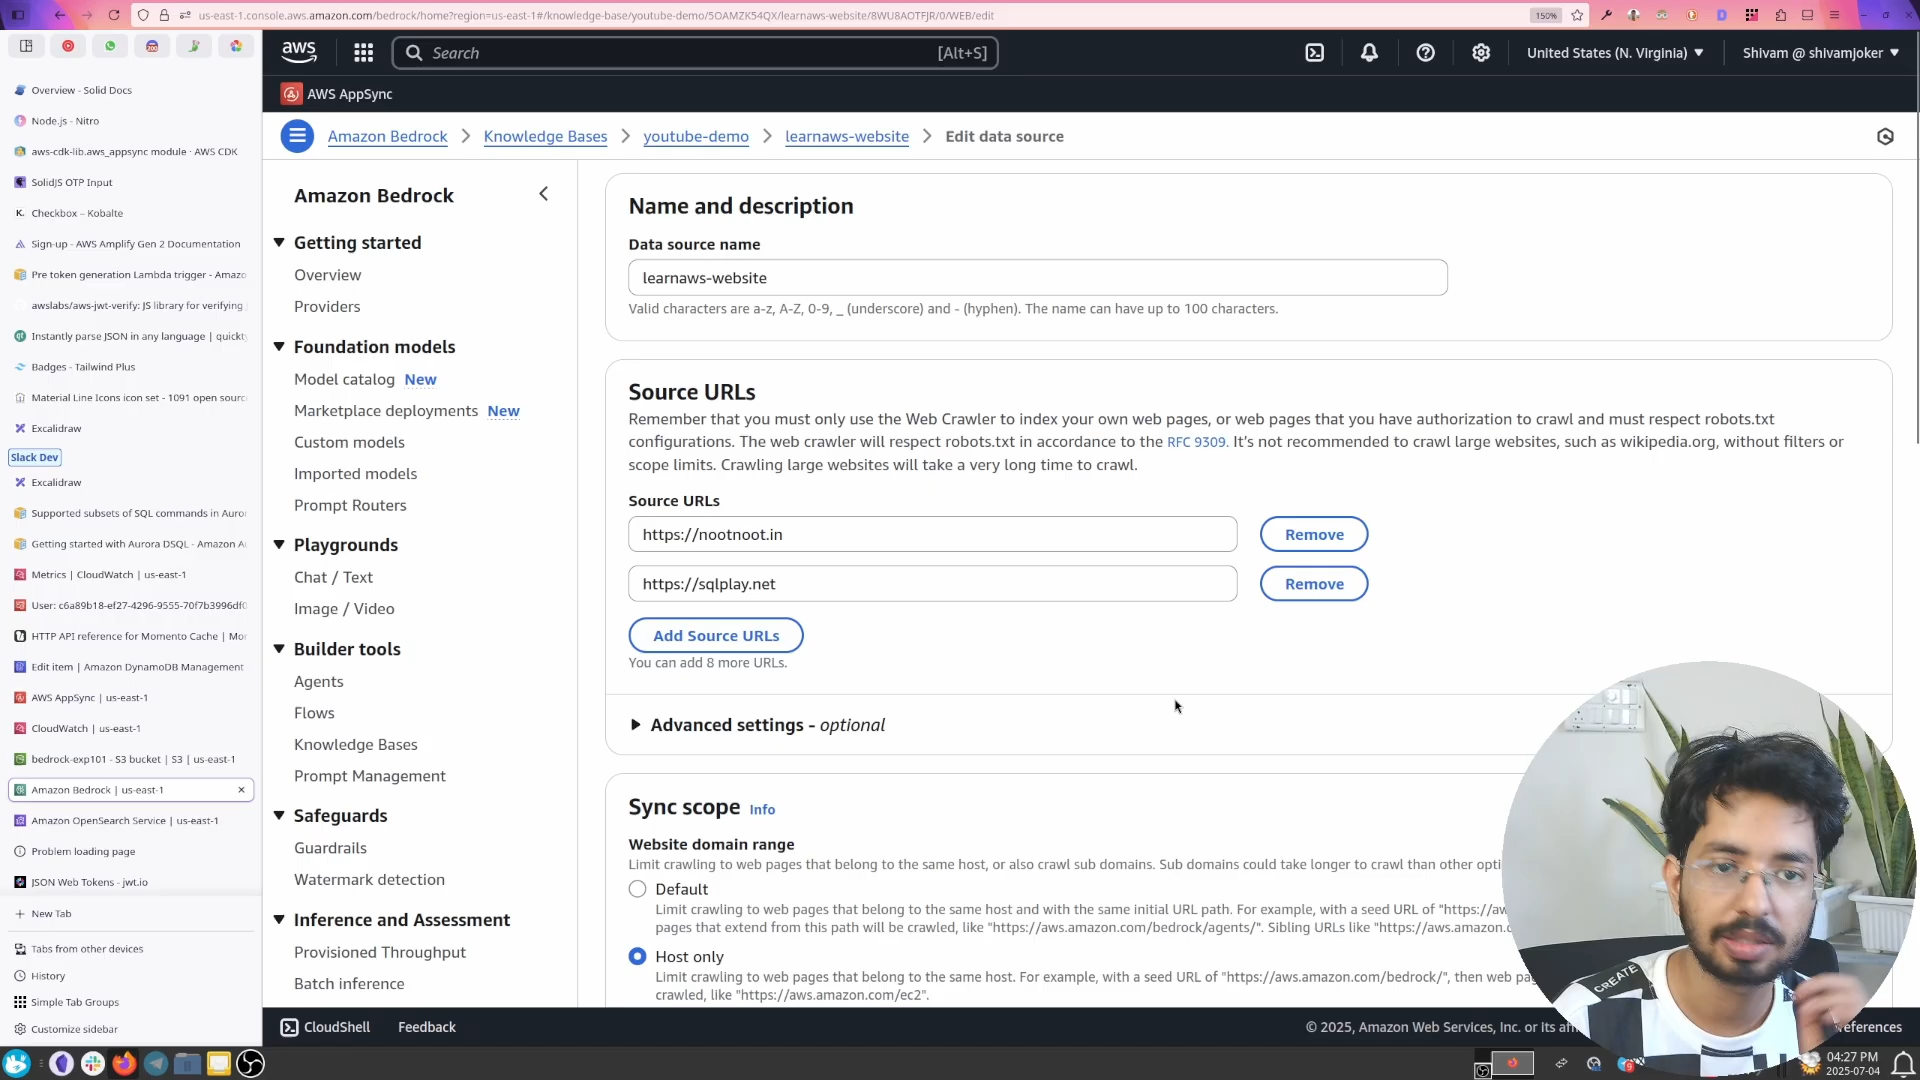 us-east-1.console.aws.amazon.com/bedrock/home?region=us-east-1#/knowledge-base/youtube-demo/5OAMZK54QX/learnaws-website/8WU8AOTFJR/0/WEB/edit
150%
aws
Search
[Alt+S]
United States (N. Virginia)
Shivam @ shivamjoker
AWS AppSync
Amazon Bedrock
Knowledge Bases
youtube-demo
learnaws-website
Edit data source
Overview - Solid Docs
Node.js - Nitro
aws-cdk-lib.aws_appsync module · AWS CDK
SolidJS OTP Input
Checkbox – Kobalte
Sign-up - AWS Amplify Gen 2 Documentation
Pre token generation Lambda trigger - Amazo
awslabs/aws-jwt-verify: JS library for verifying
Instantly parse JSON in any language | quickt
Badges - Tailwind Plus
Material Line Icons icon set - 1091 open sourc
Excalidraw
Slack Dev
Excalidraw
Supported subsets of SQL commands in Auror
Getting started with Aurora DSQL - Amazon Au
Metrics | CloudWatch | us-east-1
User: c6a89b18-ef27-4296-9555-70f7b3996df0
HTTP API reference for Momento Cache | Mom
Edit item | Amazon DynamoDB Management
AWS AppSync | us-east-1
CloudWatch | us-east-1
bedrock-exp101 - S3 bucket | S3 | us-east-1
Amazon Bedrock | us-east-1
Amazon OpenSearch Service | us-east-1
Problem loading page
JSON Web Tokens - jwt.io
New Tab
Tabs from other devices
History
Simple Tab Groups
Customize sidebar
Amazon Bedrock
Getting started
Overview
Providers
Foundation models
Model catalog New
Marketplace deployments New
Custom models
Imported models
Prompt Routers
Playgrounds
Chat / Text
Image / Video
Builder tools
Agents
Flows
Knowledge Bases
Prompt Management
Safeguards
Guardrails
Watermark detection
Inference and Assessment
Provisioned Throughput
Batch inference
Name and description
Data source name
learnaws-website
Valid characters are a-z, A-Z, 0-9, _ (underscore) and - (hyphen). The name can have up to 100 characters.
Source URLs
Remember that you must only use the Web Crawler to index your own web pages, or web pages that you have authorization to crawl and must respect robots.txt
configurations. The web crawler will respect robots.txt in accordance to the RFC 9309. It's not recommended to crawl large websites, such as wikipedia.org, without filters or
scope limits. Crawling large websites will take a very long time to crawl.
Source URLs
https://nootnoot.in
Remove
https://sqlplay.net
Remove
Add Source URLs
You can add 8 more URLs.
Advanced settings - optional
Sync scope Info
Website domain range
Limit crawling to web pages that belong to the same host, or also crawl sub domains. Sub domains could take longer to crawl than other opti
Default
Limit crawling to web pages that belong to the same host and with the same initial URL path. For example, with a seed URL of "https://aw
pages that extend from this path will be crawled, like "https://aws.amazon.com/bedrock/agents/". Sibling URLs like "https://aws.amazon.c
Host only
Limit crawling to web pages that belong to the same host. For example, with a seed URL of "https://aws.amazon.com/bedrock/", then web pa
crawled, like "https://aws.amazon.com/ec2".
CREATE
CloudShell
Feedback
© 2025, Amazon Web Services, Inc. or its aff
eferences
04:27 PM
2025-07-04